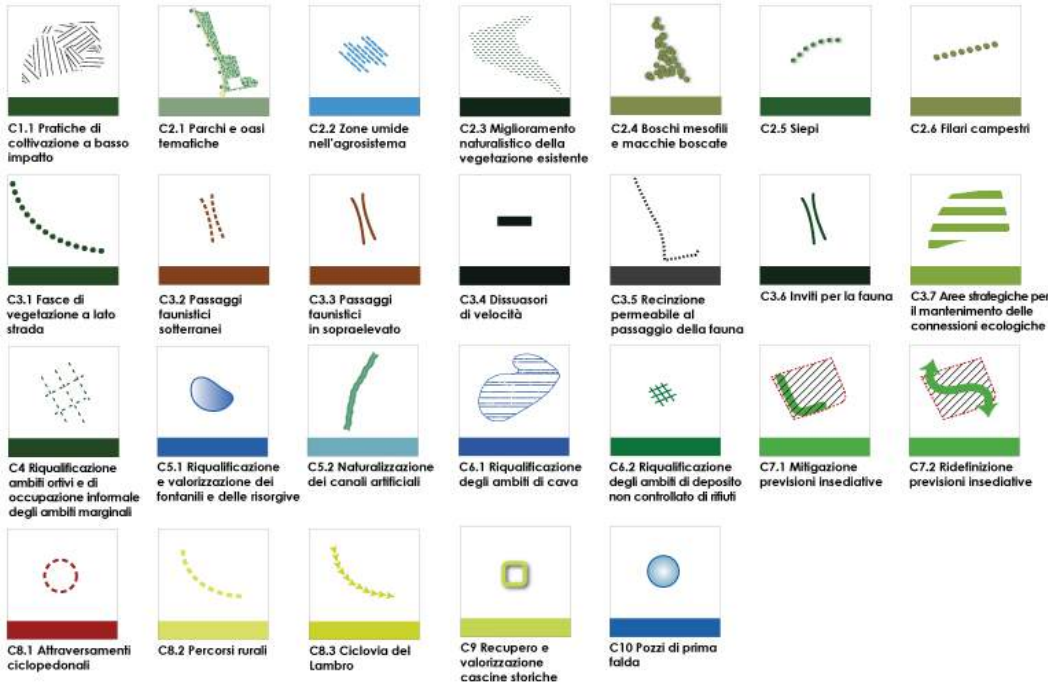 C1.1 Pratiche di
coltivazione a basso
impatto
C2.1 Parchi e oasi
tematiche
C2.2 Zone umide
nell'agrosistema
C2.3 Miglioramento
naturalistico della
vegetazione esistente
C2.4 Boschi mesofili
e macchie boscate
C2.5 Siepi
C2.6 Filari campestri
C3.1 Fasce di
vegetazione a lato
strada
C3.2 Passaggi
faunistici
sotterranei
C3.3 Passaggi
faunistici
in sopraelevato
C3.4 Dissuasori
di velocità
C3.5 Recinzione
permeabile al
passaggio della fauna
C3.6 Inviti per la fauna
C3.7 Aree strategiche per
il mantenimento delle
connessioni ecologiche
C4 Riqualificazione
ambiti ortivi e di
occupazione informale
degli ambiti marginali
C5.1 Riqualificazione
e valorizzazione dei
fontanili e delle risorgive
C5.2 Naturalizzazione
dei canali artificiali
C6.1 Riqualificazione
degli ambiti di cava
C6.2 Riqualificazione
degli ambiti di deposito
non controllato di rifiuti
C7.1 Mitigazione
previsioni insediative
C7.2 Ridefinizione
previsioni insediative
C8.1 Attraversamenti
ciclopedonali
C8.2 Percorsi rurali
C8.3 Ciclovia del
Lambro
C9 Recupero e
valorizzazione
cascine storiche
C10 Pozzi di prima
falda